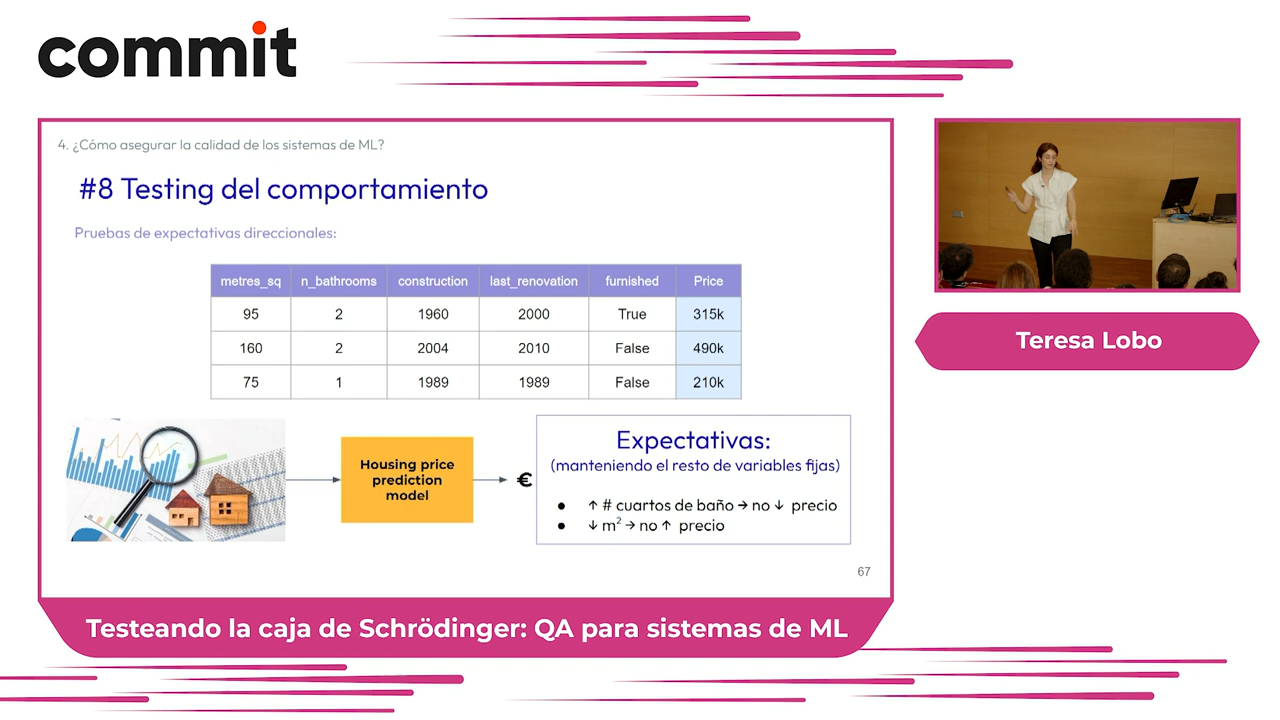 commit
4. ¿Cómo asegurar la calidad de los sistemas de ML?
#8 Testing del comportamiento
Pruebas de expectativas direccionales:
metres_sq n_bathrooms construction last_renovation furnished Price
95 2 1960 2000 True 315k
160 2 2004 2010 False 490k
75 1 1989 1989 False 210k
Housing price
prediction
model
€
Expectativas:
(manteniendo el resto de variables fijas)
● ↑ # cuartos de baño → no ↓ precio
● ↓ m² → no ↑ precio
67
Teresa Lobo
Testeando la caja de Schrödinger: QA para sistemas de ML